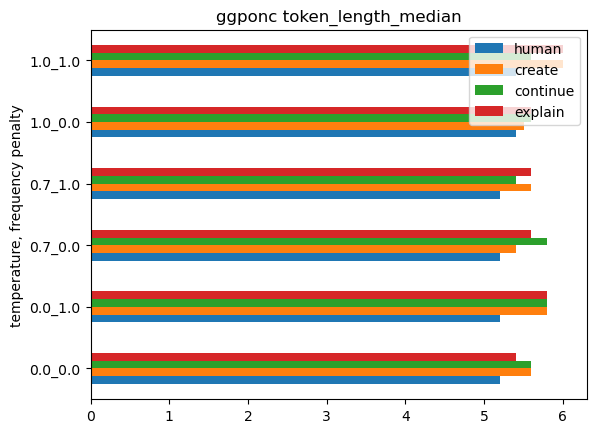 ggponc token_length_median
human
create
continue
explain
temperature, frequency penalty
1.0_1.0
1.0_0.0
0.7_1.0
0.7_0.0
0.0_1.0
0.0_0.0
0 1 2 3 4 5 6